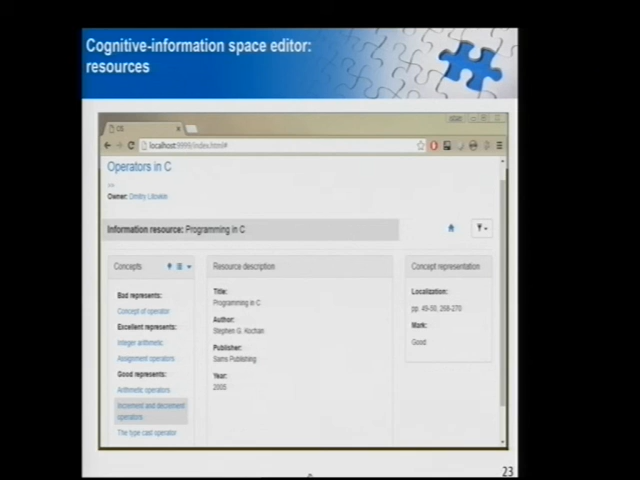 Cognitive-information space editor:
resources
localhost:9999/index.html#
Operators in C
Owner: Dmitry Litovkin
Information resource: Programming in C
Concepts
Resource description
Concept representation
Bad represents:
Concept of operator
Excellent represents:
Integer arithmetic
Assignment operators
Good represents:
Arithmetic operators
Increment and decrement
operators
The type cast operator
Title:
Programming in C
Author:
Stephen G. Kochan
Publisher:
Sams Publishing
Year:
2005
Localization:
pp. 49-50, 268-270
Mark:
Good
23